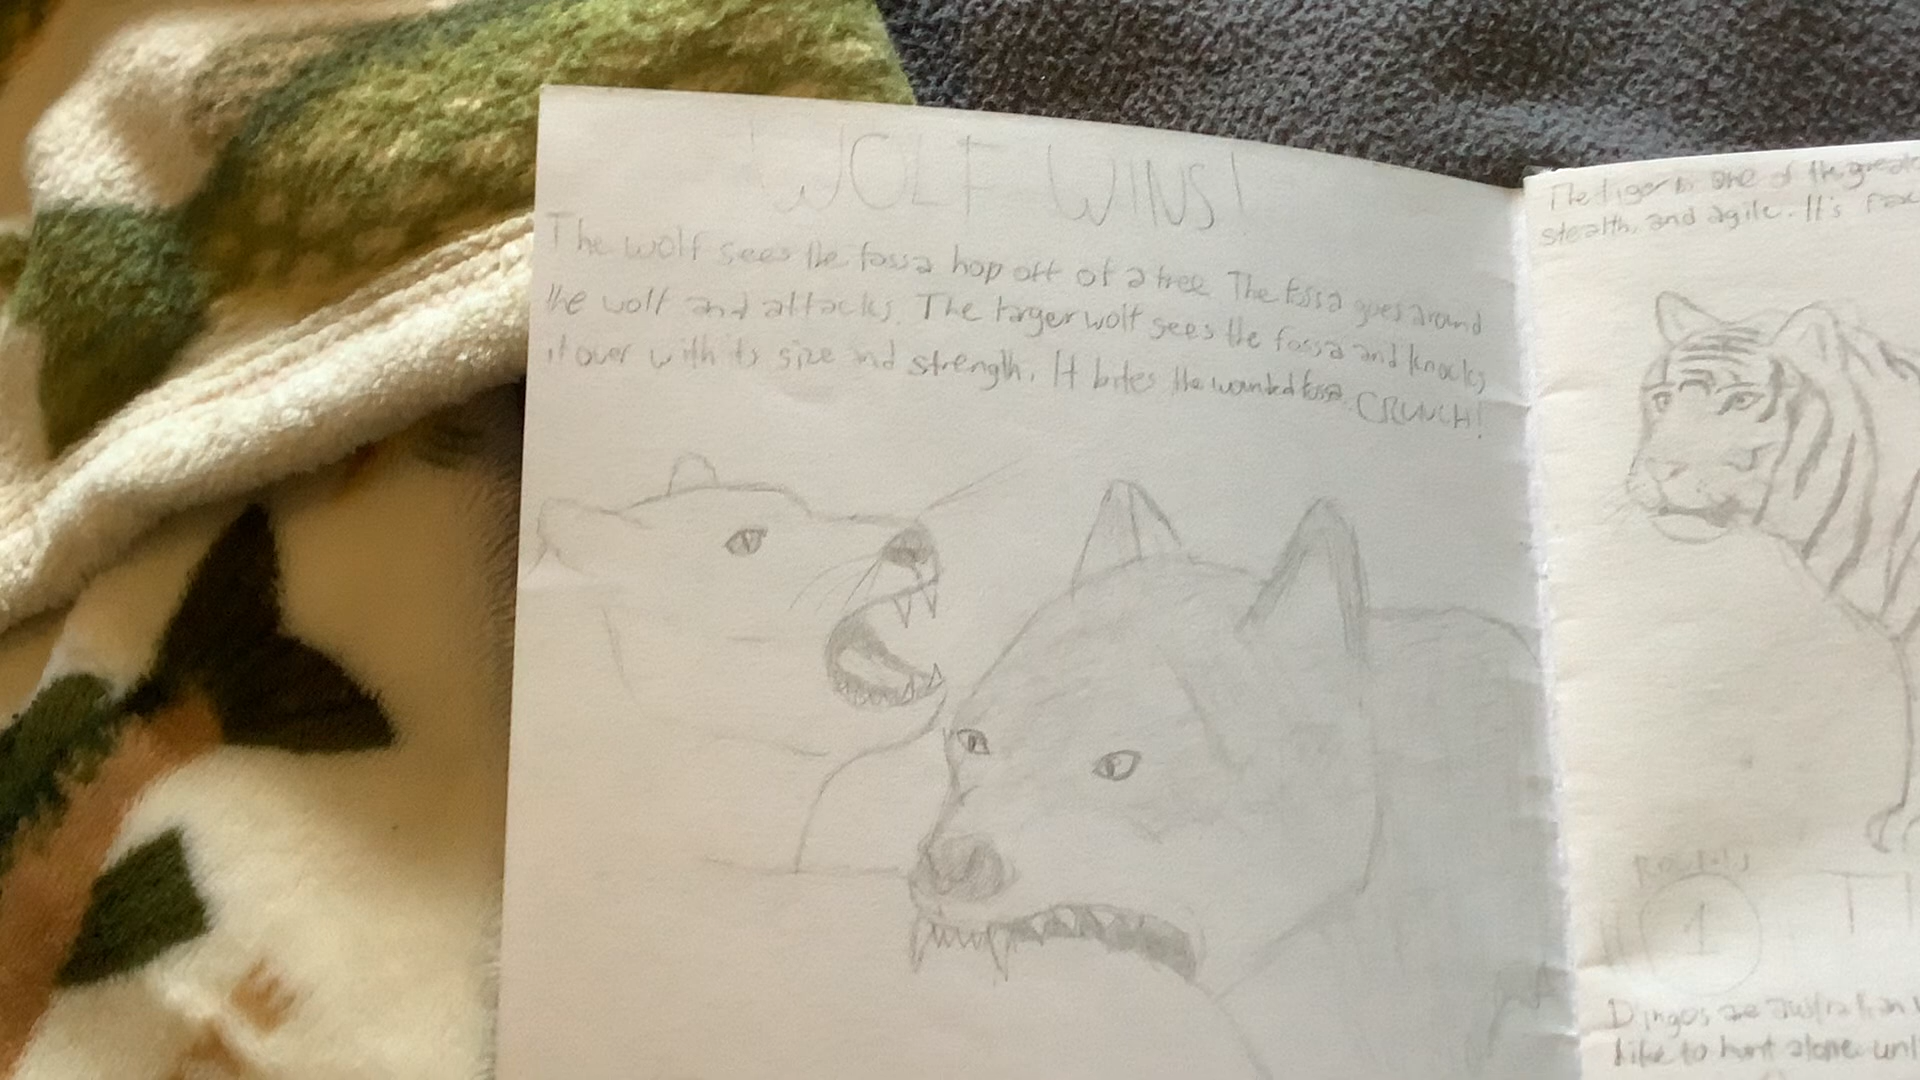 WOLF WINS!
The wolf sees the fossa hop off of a tree. The fossa goes around
the wolf and attacks. The larger wolf sees the fossa and knocks
it over with its size and strength. It bites the wounded fossa. CRUNCH!
The tiger is one of the
stealth, and agile. It's
1
Dingos are australian
like to hunt alone